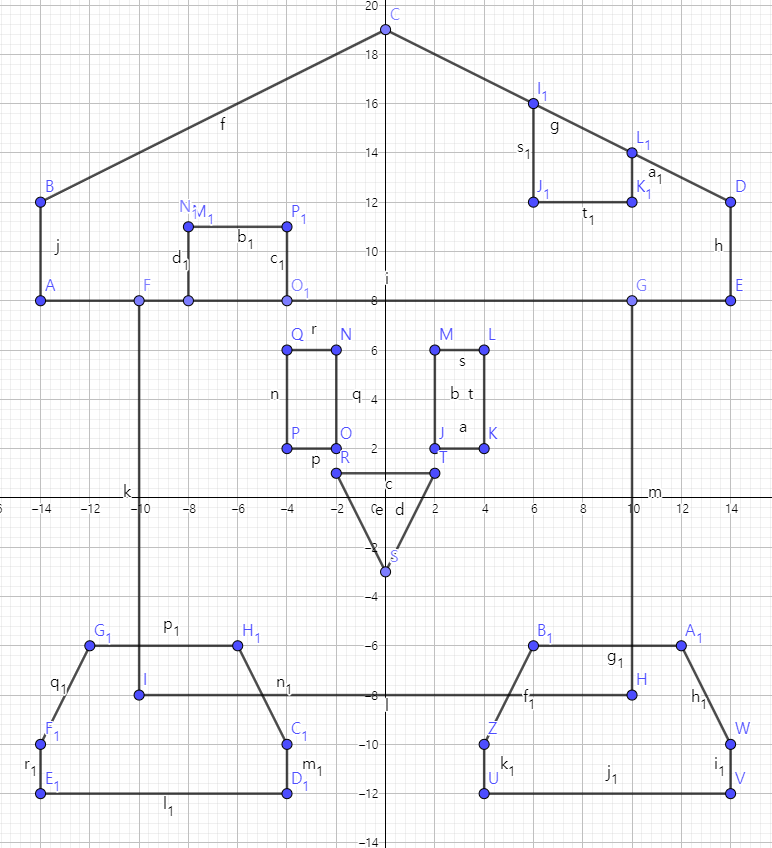 20
C
18
I₁
16
g
f
s₁
14
L₁
a₁
B
J₁
K₁
D
12
t₁
N₁
M₁
P₁
b₁
j
h
d₁
c₁
10
i
A
F
O₁
8
G
E
r
Q
N
6
M
L
s
n
q
4
b
t
a
P
O
2
J
K
p
R
T
c
k
m
−14
−12
−10
−8
−6
−4
−2
0
e
d
2
4
6
8
10
12
14
−2
S
−4
G₁
p₁
H₁
−6
B₁
A₁
g₁
q₁
I
n₁
−8
l
f₁
H
h₁
F₁
C₁
−10
Z
W
r₁
E₁
m₁
D₁
k₁
U
j₁
i₁
V
l₁
−12
−14